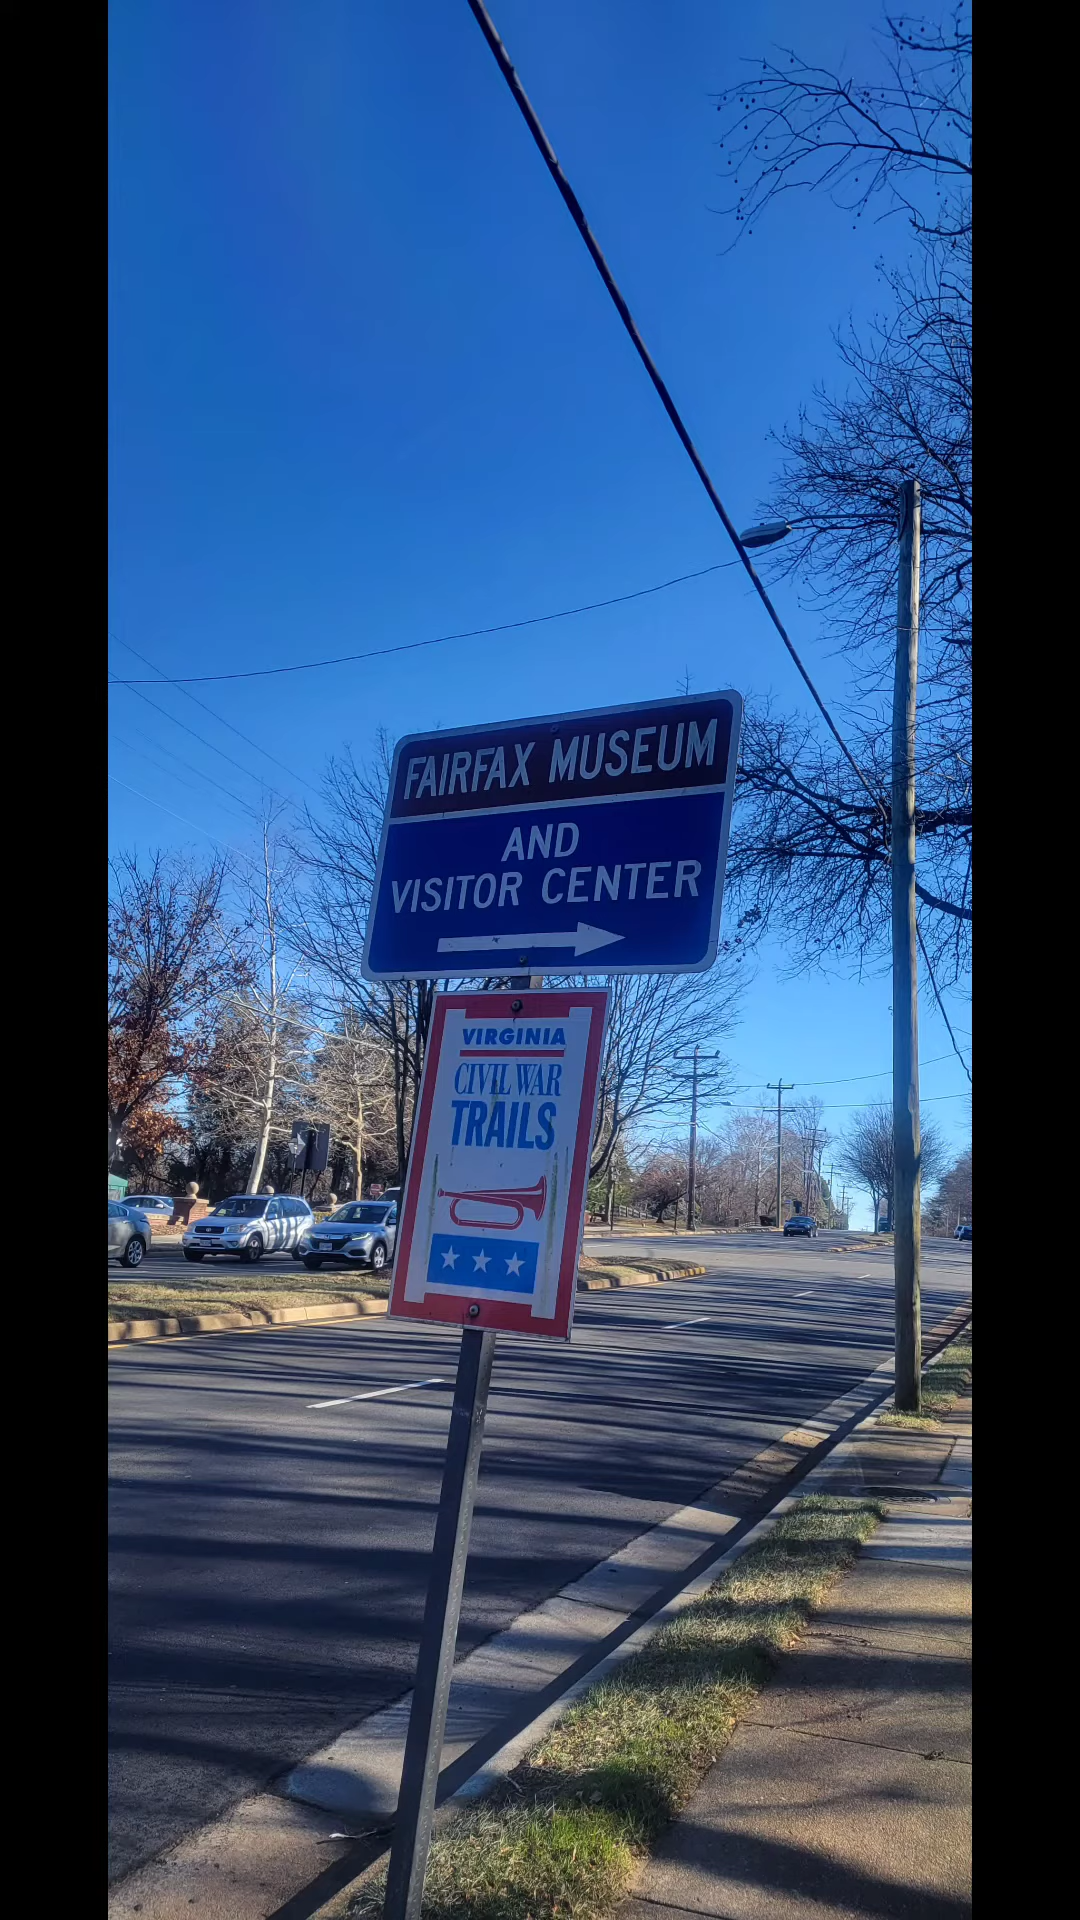 FAIRFAX MUSEUM
AND
VISITOR CENTER
VIRGINIA
CIVIL WAR
TRAILS